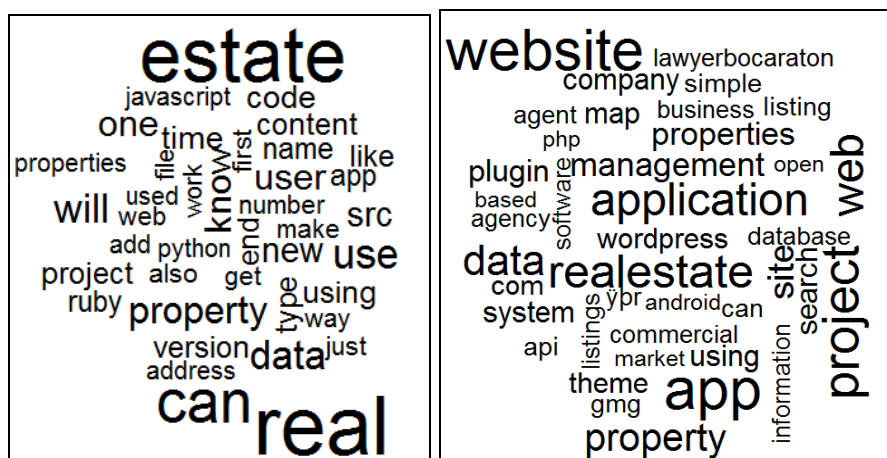 estate
javascript code
one time content
properties file work know first name like
used user app
will web number src
add python end make
new use
project also get
ruby property type using
way
version data just
address
can real
website lawyerbocaraton
company simple
agent map business listing
php properties
plugin management open web
based software application
agency
wordpress database
data realestate site search project
com ÿpr android can
system listings commercial
api market using information
theme app
gmg
property